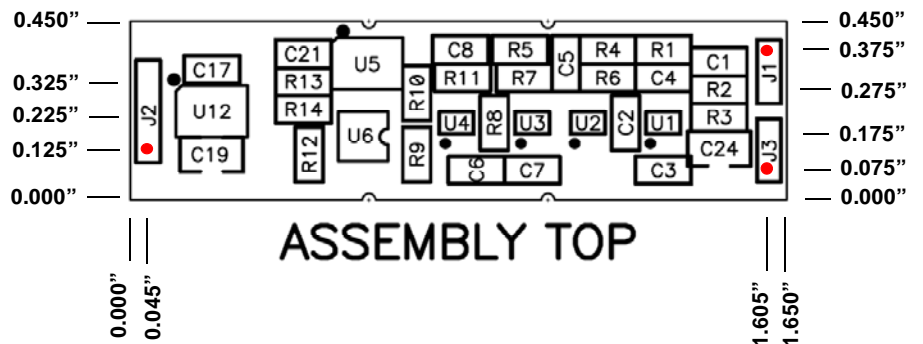 0.450” 0.450”
0.375”
0.325” 0.275”
0.225”
0.175”
0.125”
0.075”
0.000” 0.000”
J2
C17
U12
C19
C21
R13
R14
R12
U5
U6
R10
R9
C8 R5 C5 R4 R1
R11 R7 R6 C4
C1
R2
R3
C24
U4 R8 U3 U2 C2 U1
C6 C7 C3
J1
J3
ASSEMBLY TOP
0.000”
0.045”
1.605”
1.650”